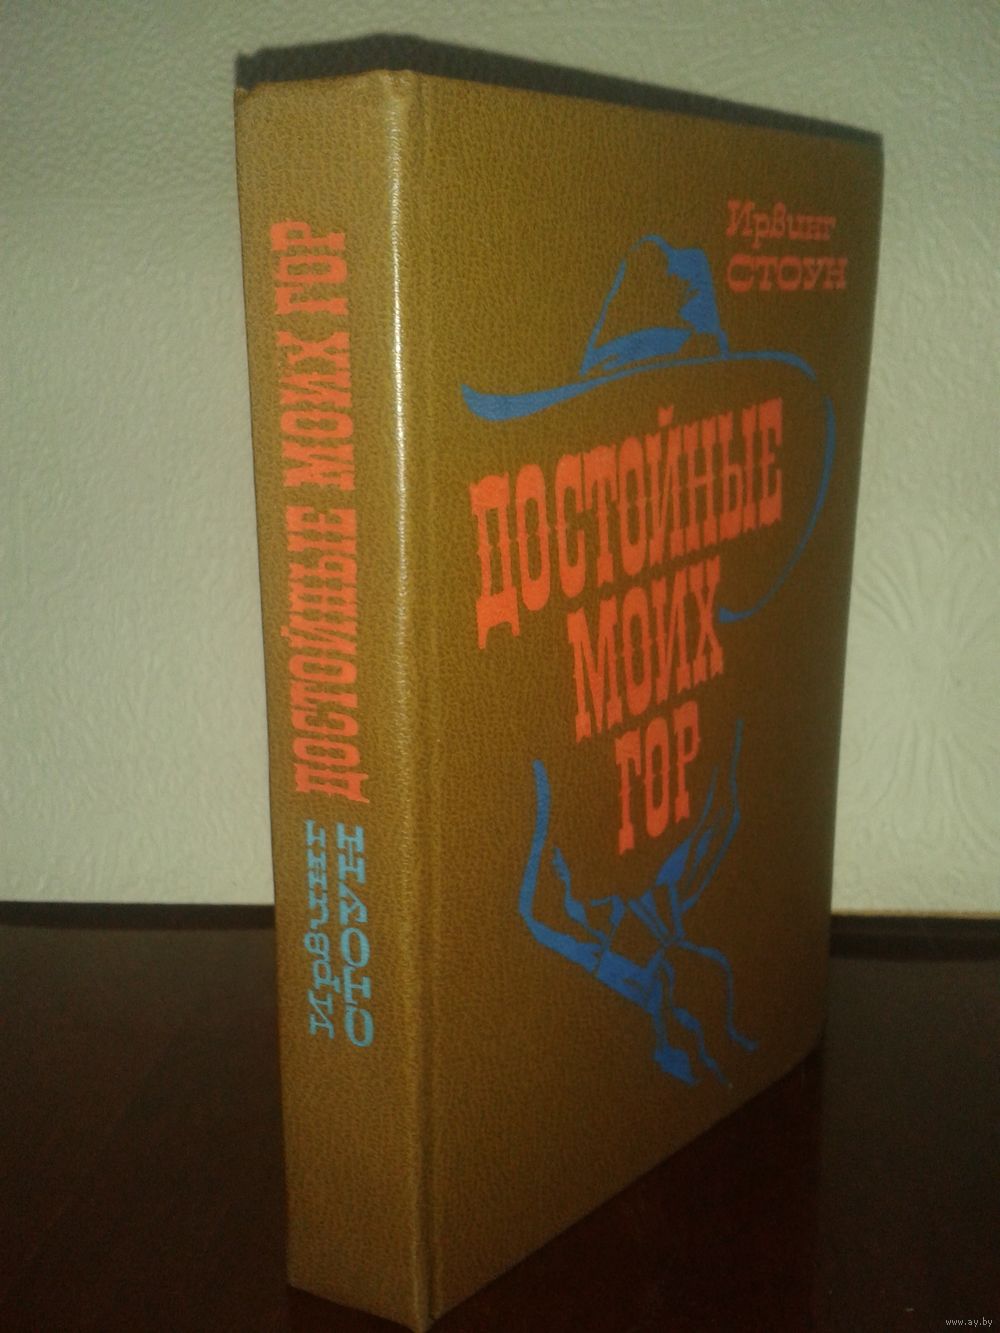 Ирвинг
СТОУН
ДОСТОЙНЫЕ
МОИХ
ГОР
Ирвинг
СТОУН
ДОСТОЙНЫЕ МОИХ ГОР
www.ay.by